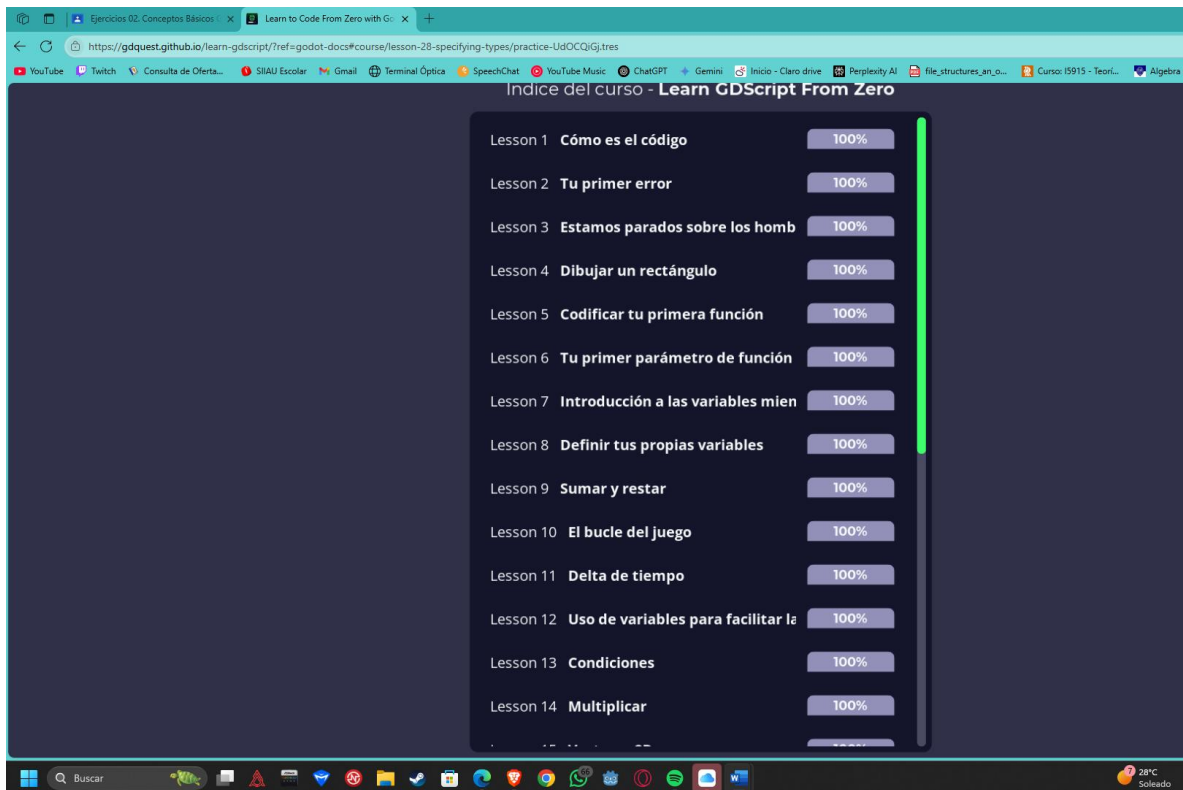 Ejercicios 02. Conceptos Básicos
Learn to Code From Zero with Go
https://gdquest.github.io/learn-gdscript/?ref=godot-docs#course/lesson-28-specifying-types/practice-UdOCQiGj.tres
YouTube Twitch Consulta de Oferta... SIIAU Escolar Gmail Terminal Óptica SpeechChat YouTube Music ChatGPT Gemini Inicio - Claro drive Perplexity AI file_structures_an_o... Curso: I5915 - Teorí... Algebra
Índice del curso - Learn GDScript From Zero
Lesson 1 Cómo es el código 100%
Lesson 2 Tu primer error 100%
Lesson 3 Estamos parados sobre los homb 100%
Lesson 4 Dibujar un rectángulo 100%
Lesson 5 Codificar tu primera función 100%
Lesson 6 Tu primer parámetro de función 100%
Lesson 7 Introducción a las variables mien 100%
Lesson 8 Definir tus propias variables 100%
Lesson 9 Sumar y restar 100%
Lesson 10 El bucle del juego 100%
Lesson 11 Delta de tiempo 100%
Lesson 12 Uso de variables para facilitar la 100%
Lesson 13 Condiciones 100%
Lesson 14 Multiplicar 100%
Buscar
7 28°C
Soleado